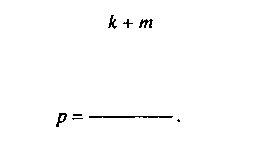 k + m
p = ———— .